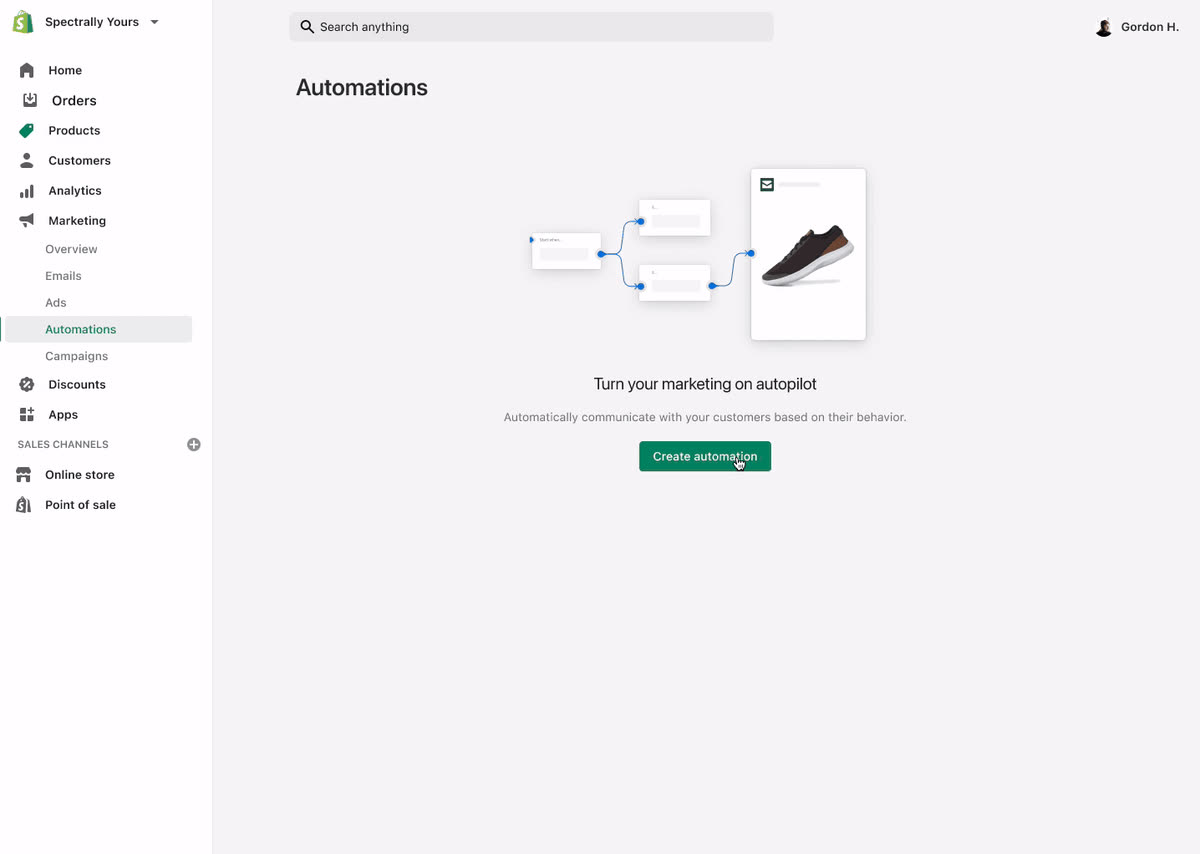 Spectrally Yours
Search anything
Gordon H.
Home
Orders
Products
Customers
Analytics
Marketing
Overview
Emails
Ads
Automations
Campaigns
Discounts
Apps
SALES CHANNELS
Online store
Point of sale
Automations
Turn your marketing on autopilot
Automatically communicate with your customers based on their behavior.
Create automation